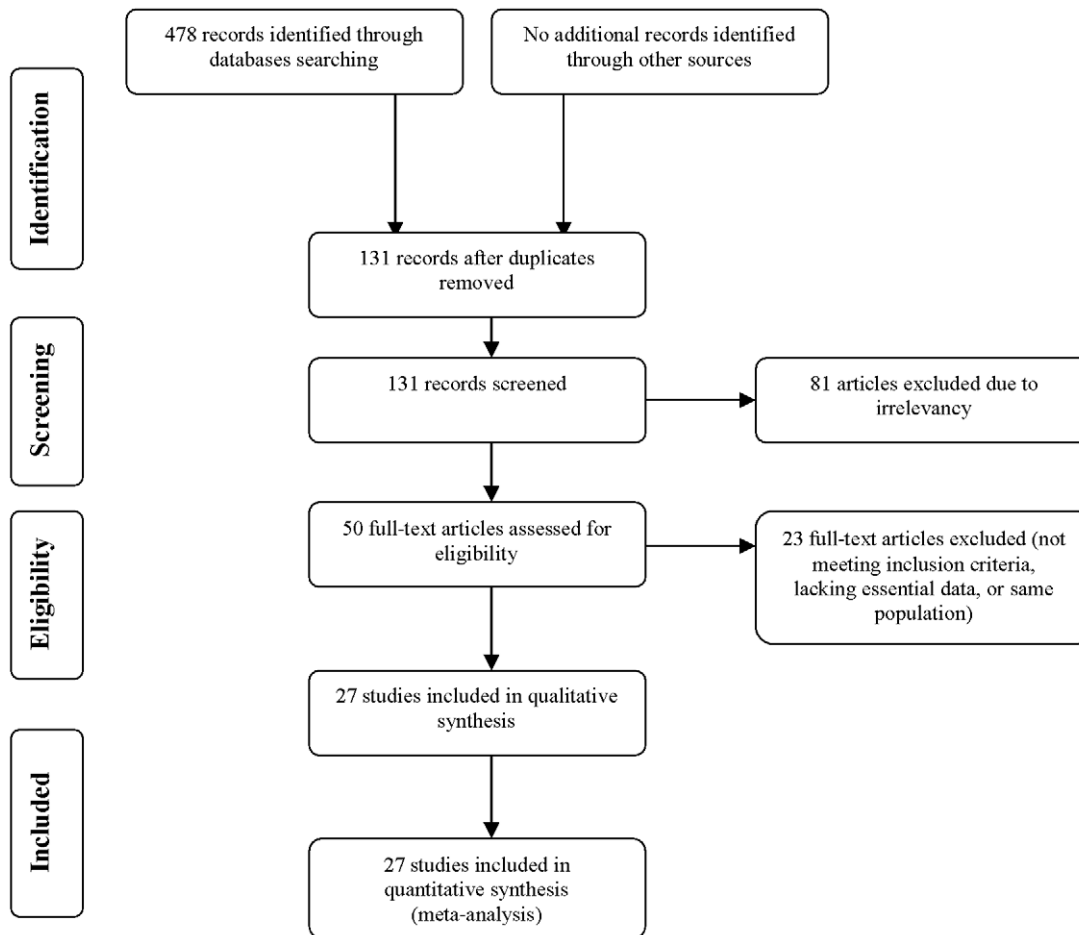 478 records identified through
databases searching
No additional records identified
through other sources
Identification
131 records after duplicates
removed
Screening
131 records screened
81 articles excluded due to
irrelevancy
Eligibility
50 full-text articles assessed for
eligibility
23 full-text articles excluded (not
meeting inclusion criteria,
lacking essential data, or same
population)
27 studies included in qualitative
synthesis
Included
27 studies included in
quantitative synthesis
(meta-analysis)